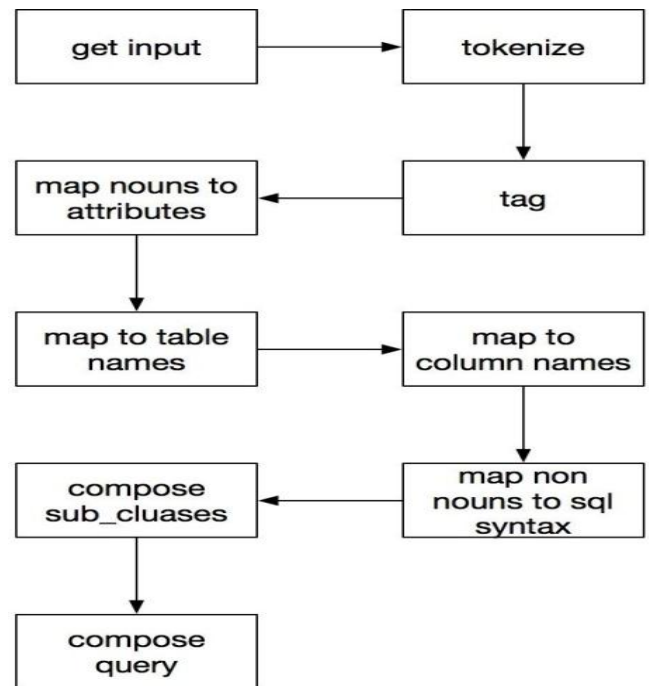 get input
tokenize
tag
map nouns to
attributes
map to table
names
map to
column names
map non
nouns to sql
syntax
compose
sub_cluases
compose
query